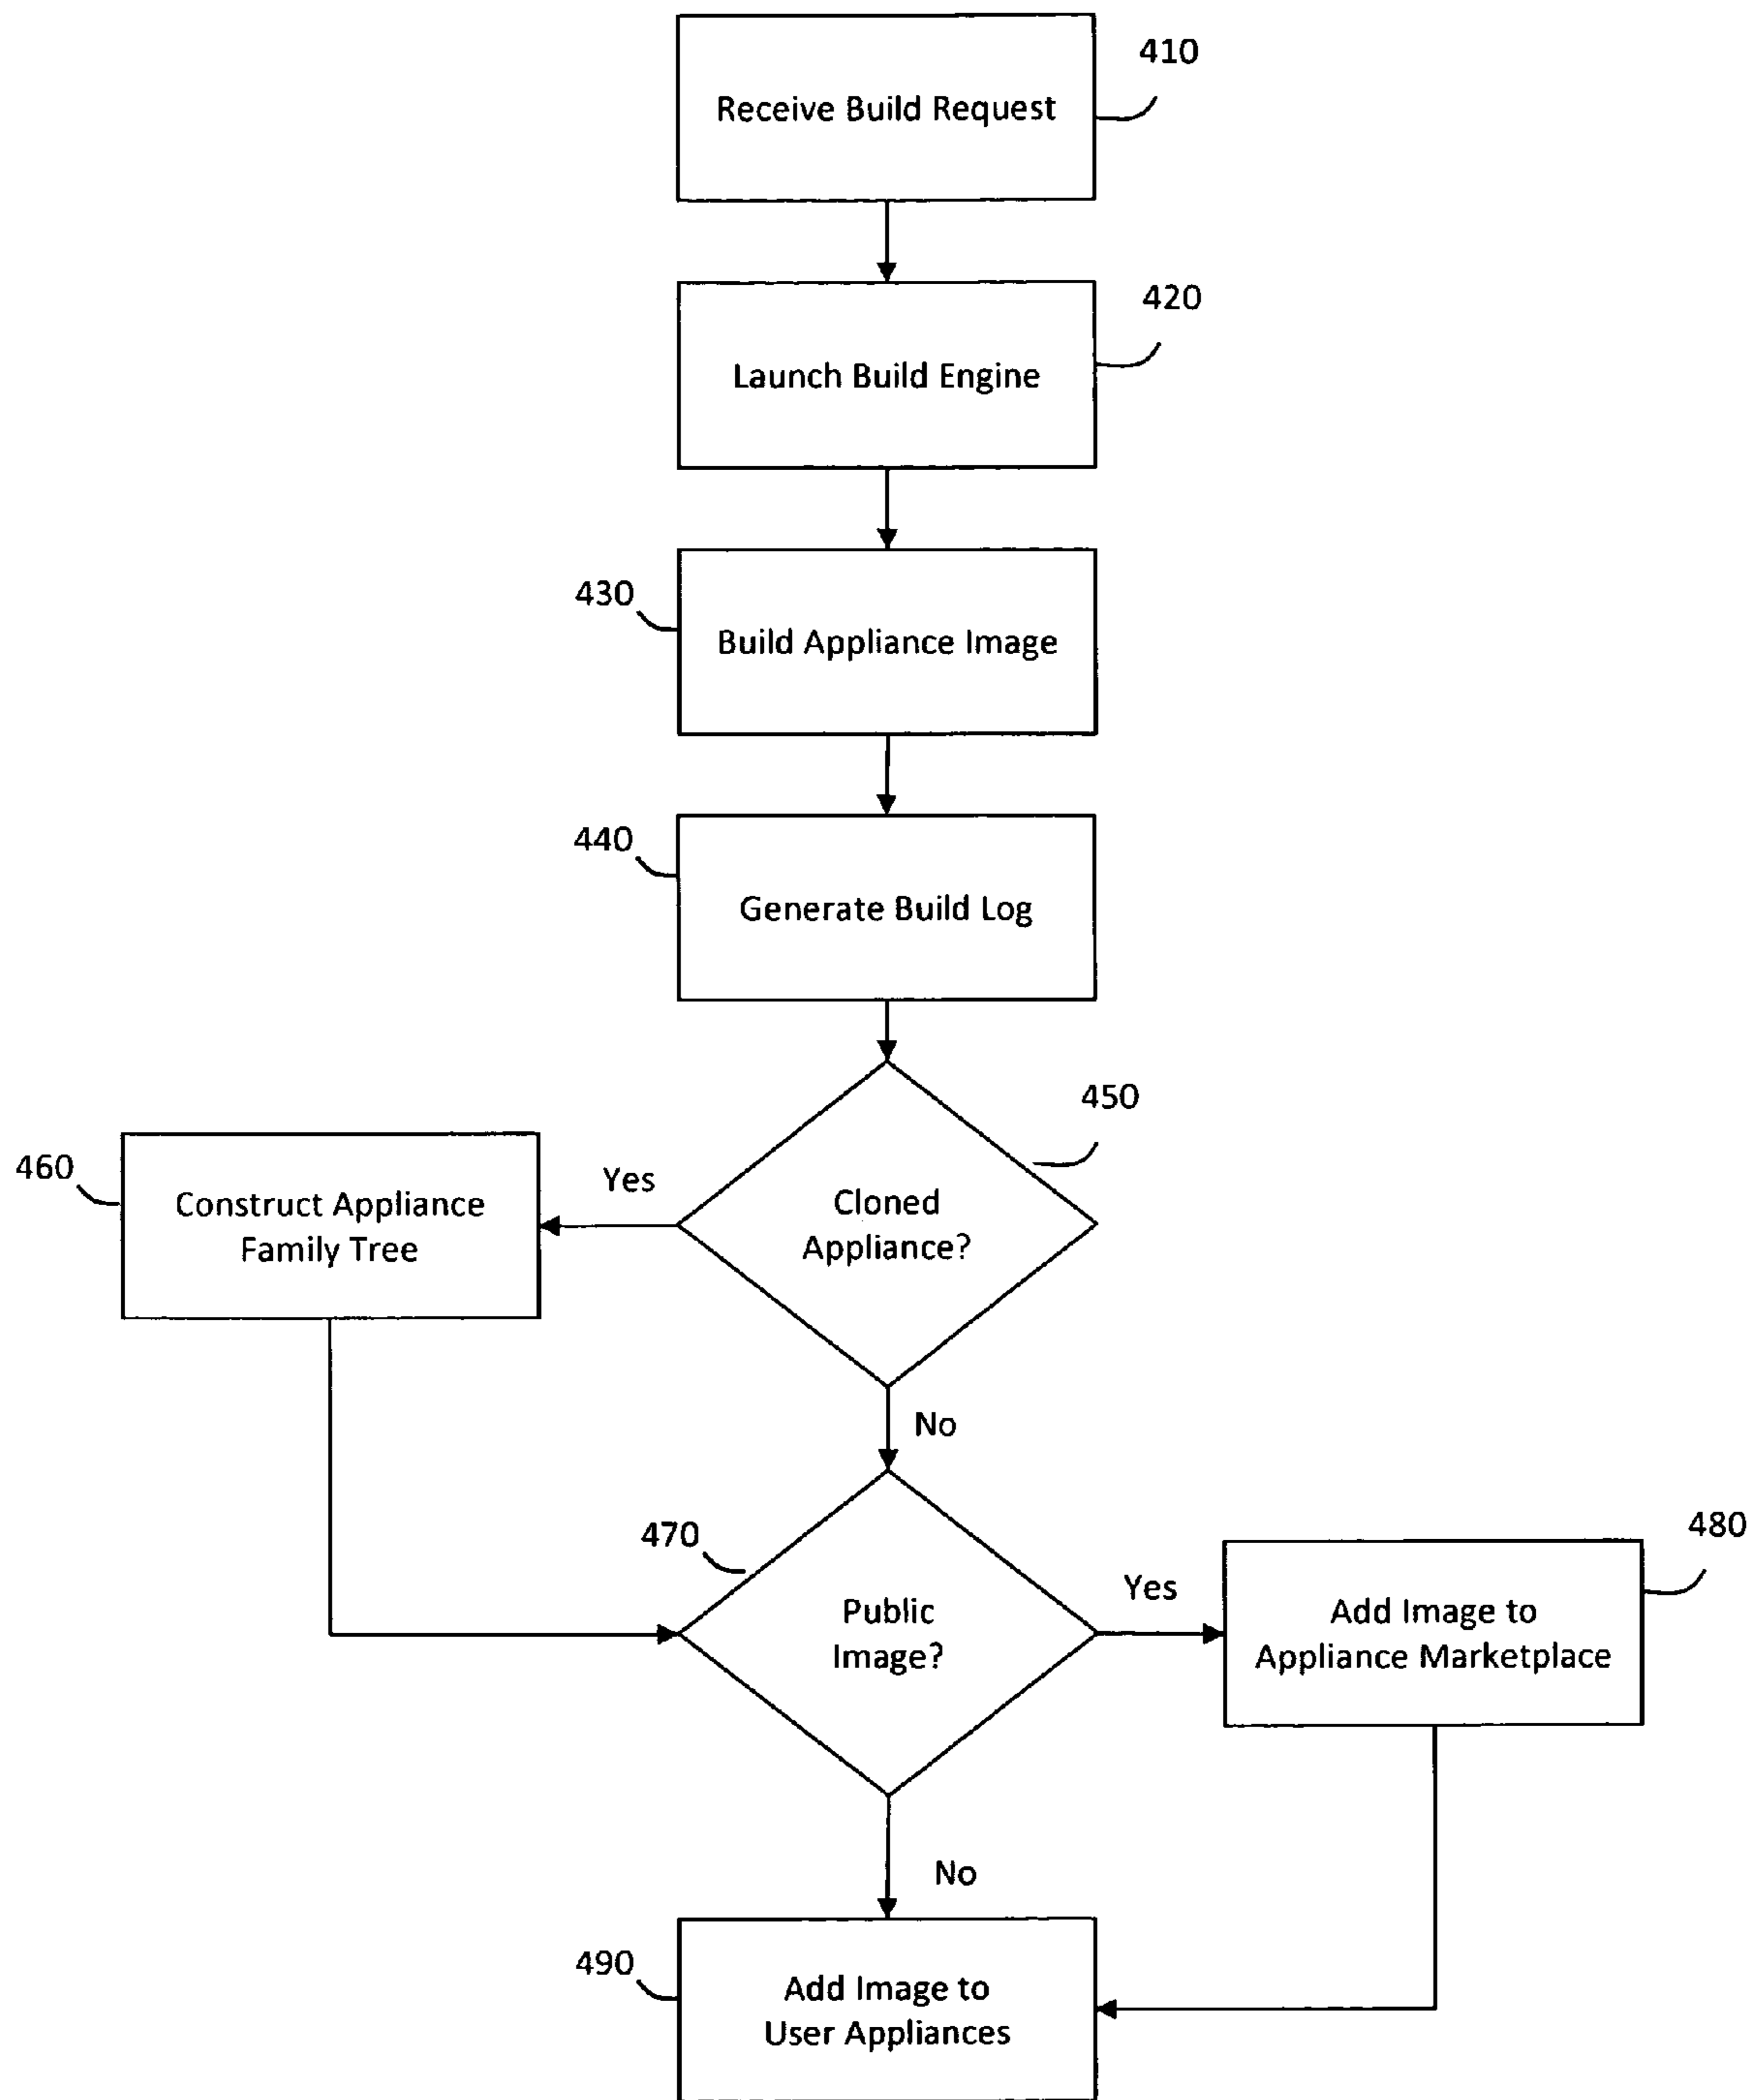 410
Receive Build Request
420
Launch Build Engine
430
Build Appliance Image
440
Generate Build Log
450
Cloned
Appliance?
460
Yes
Construct Appliance
Family Tree
No
470
480
Yes
Public
Image?
Add Image to
Appliance Marketplace
No
490
Add Image to
User Appliances